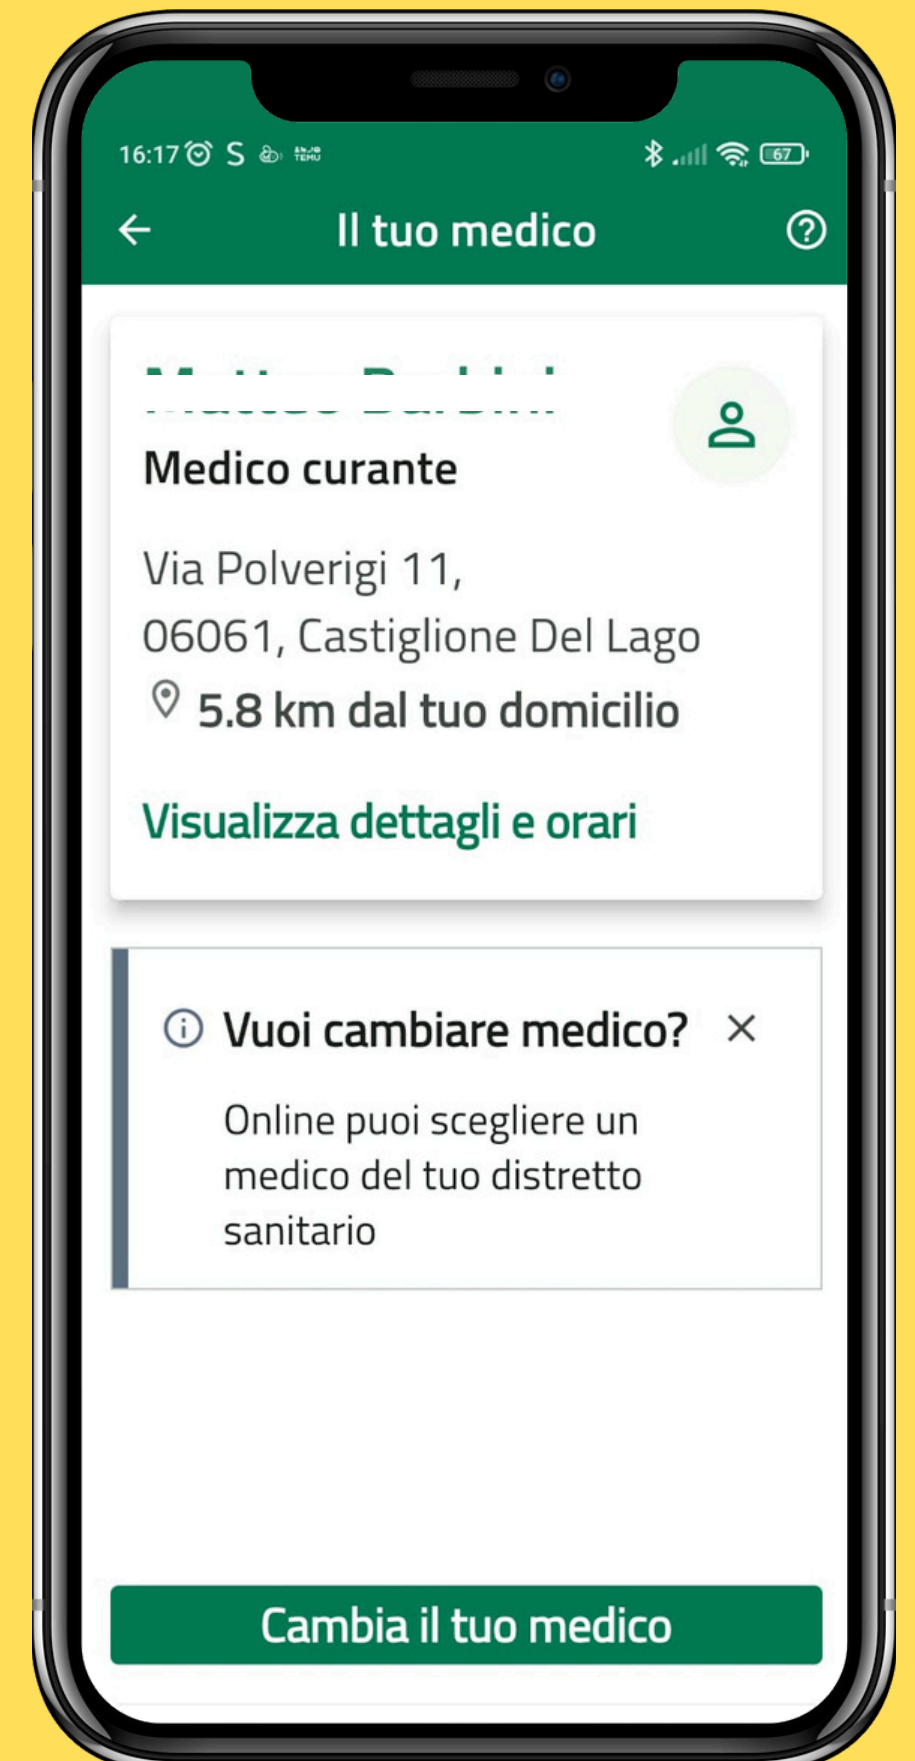 16:17 S
TEMU
67
Il tuo medico
Medico curante
Via Polverigi 11,
06061, Castiglione Del Lago
5.8 km dal tuo domicilio
Visualizza dettagli e orari
Vuoi cambiare medico?
Online puoi scegliere un
medico del tuo distretto
sanitario
Cambia il tuo medico